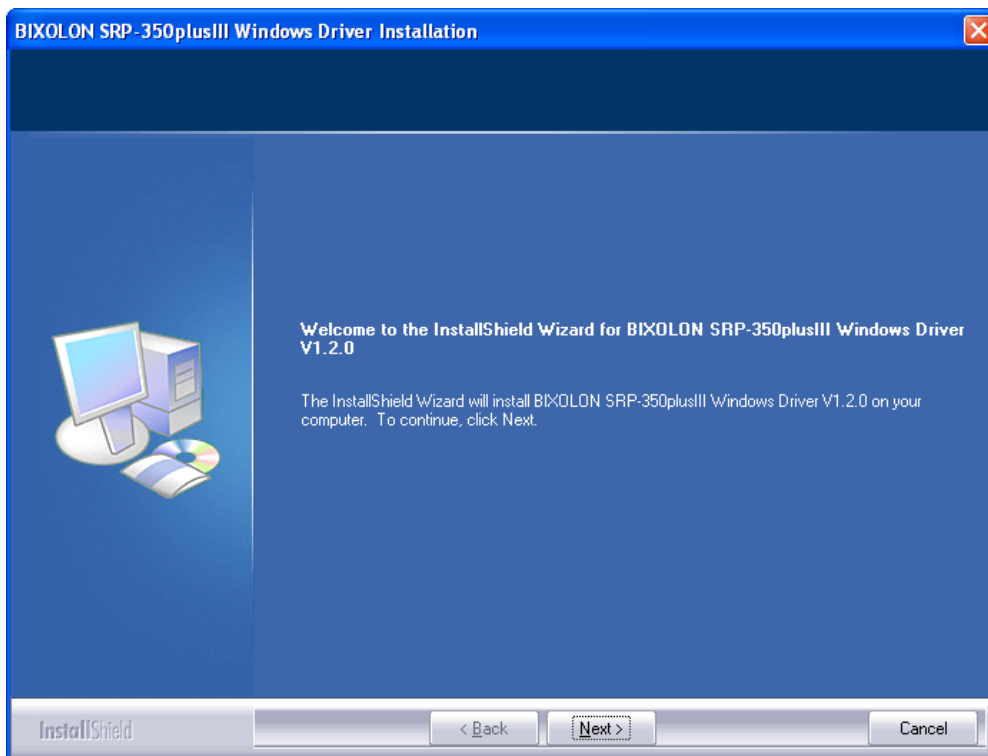 BIXOLON SRP-350plusIII Windows Driver Installation
Welcome to the InstallShield Wizard for BIXOLON SRP-350plusIII Windows Driver
V1.2.0
The InstallShield Wizard will install BIXOLON SRP-350plusIII Windows Driver V1.2.0 on your
computer.  To continue, click Next.
InstallShield
< Back
Next >
Cancel